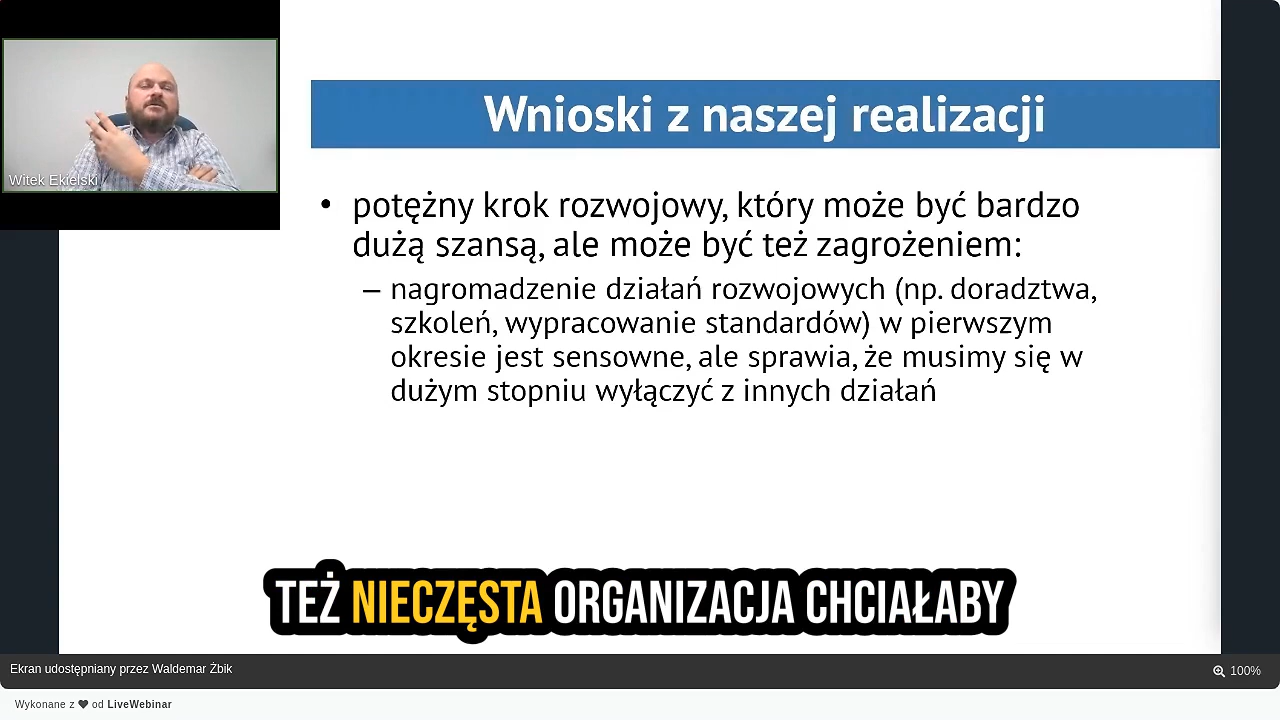 Witek Ekielski
Wnioski z naszej realizacji
• potężny krok rozwojowy, który może być bardzo
dużą szansą, ale może być też zagrożeniem:
– nagromadzenie działań rozwojowych (np. doradztwa,
szkoleń, wypracowanie standardów) w pierwszym
okresie jest sensowne, ale sprawia, że musimy się w
dużym stopniu wyłączyć z innych działań
TEŻ NIECZĘSTA ORGANIZACJA CHCIAŁABY
Ekran udostępniany przez Waldemar Żbik
100%
Wykonane z ❤ od LiveWebinar